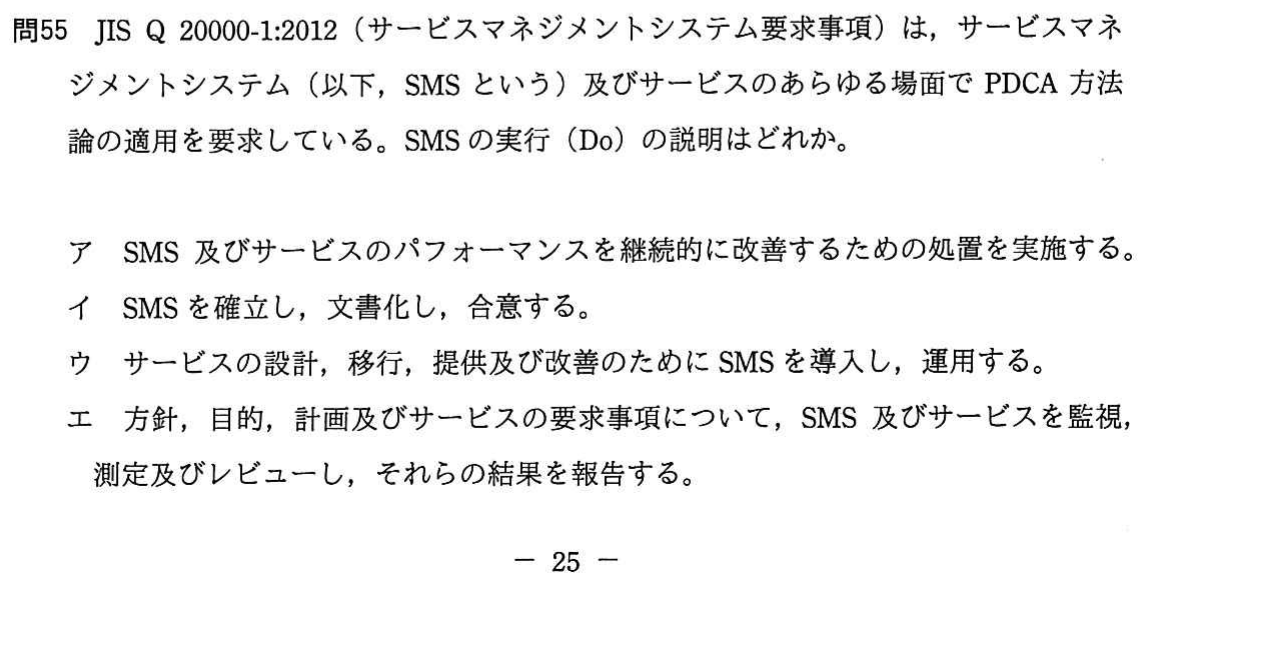 問55 JIS Q 20000-1:2012（サービスマネジメントシステム要求事項）は，サービスマネ
ジメントシステム（以下，SMS という）及びサービスのあらゆる場面で PDCA 方法
論の適用を要求している。SMS の実行（Do）の説明はどれか。
ア SMS 及びサービスのパフォーマンスを継続的に改善するための処置を実施する。
イ SMS を確立し，文書化し，合意する。
ウ サービスの設計，移行，提供及び改善のために SMS を導入し，運用する。
エ 方針，目的，計画及びサービスの要求事項について，SMS 及びサービスを監視，
測定及びレビューし，それらの結果を報告する。
－ 25 －